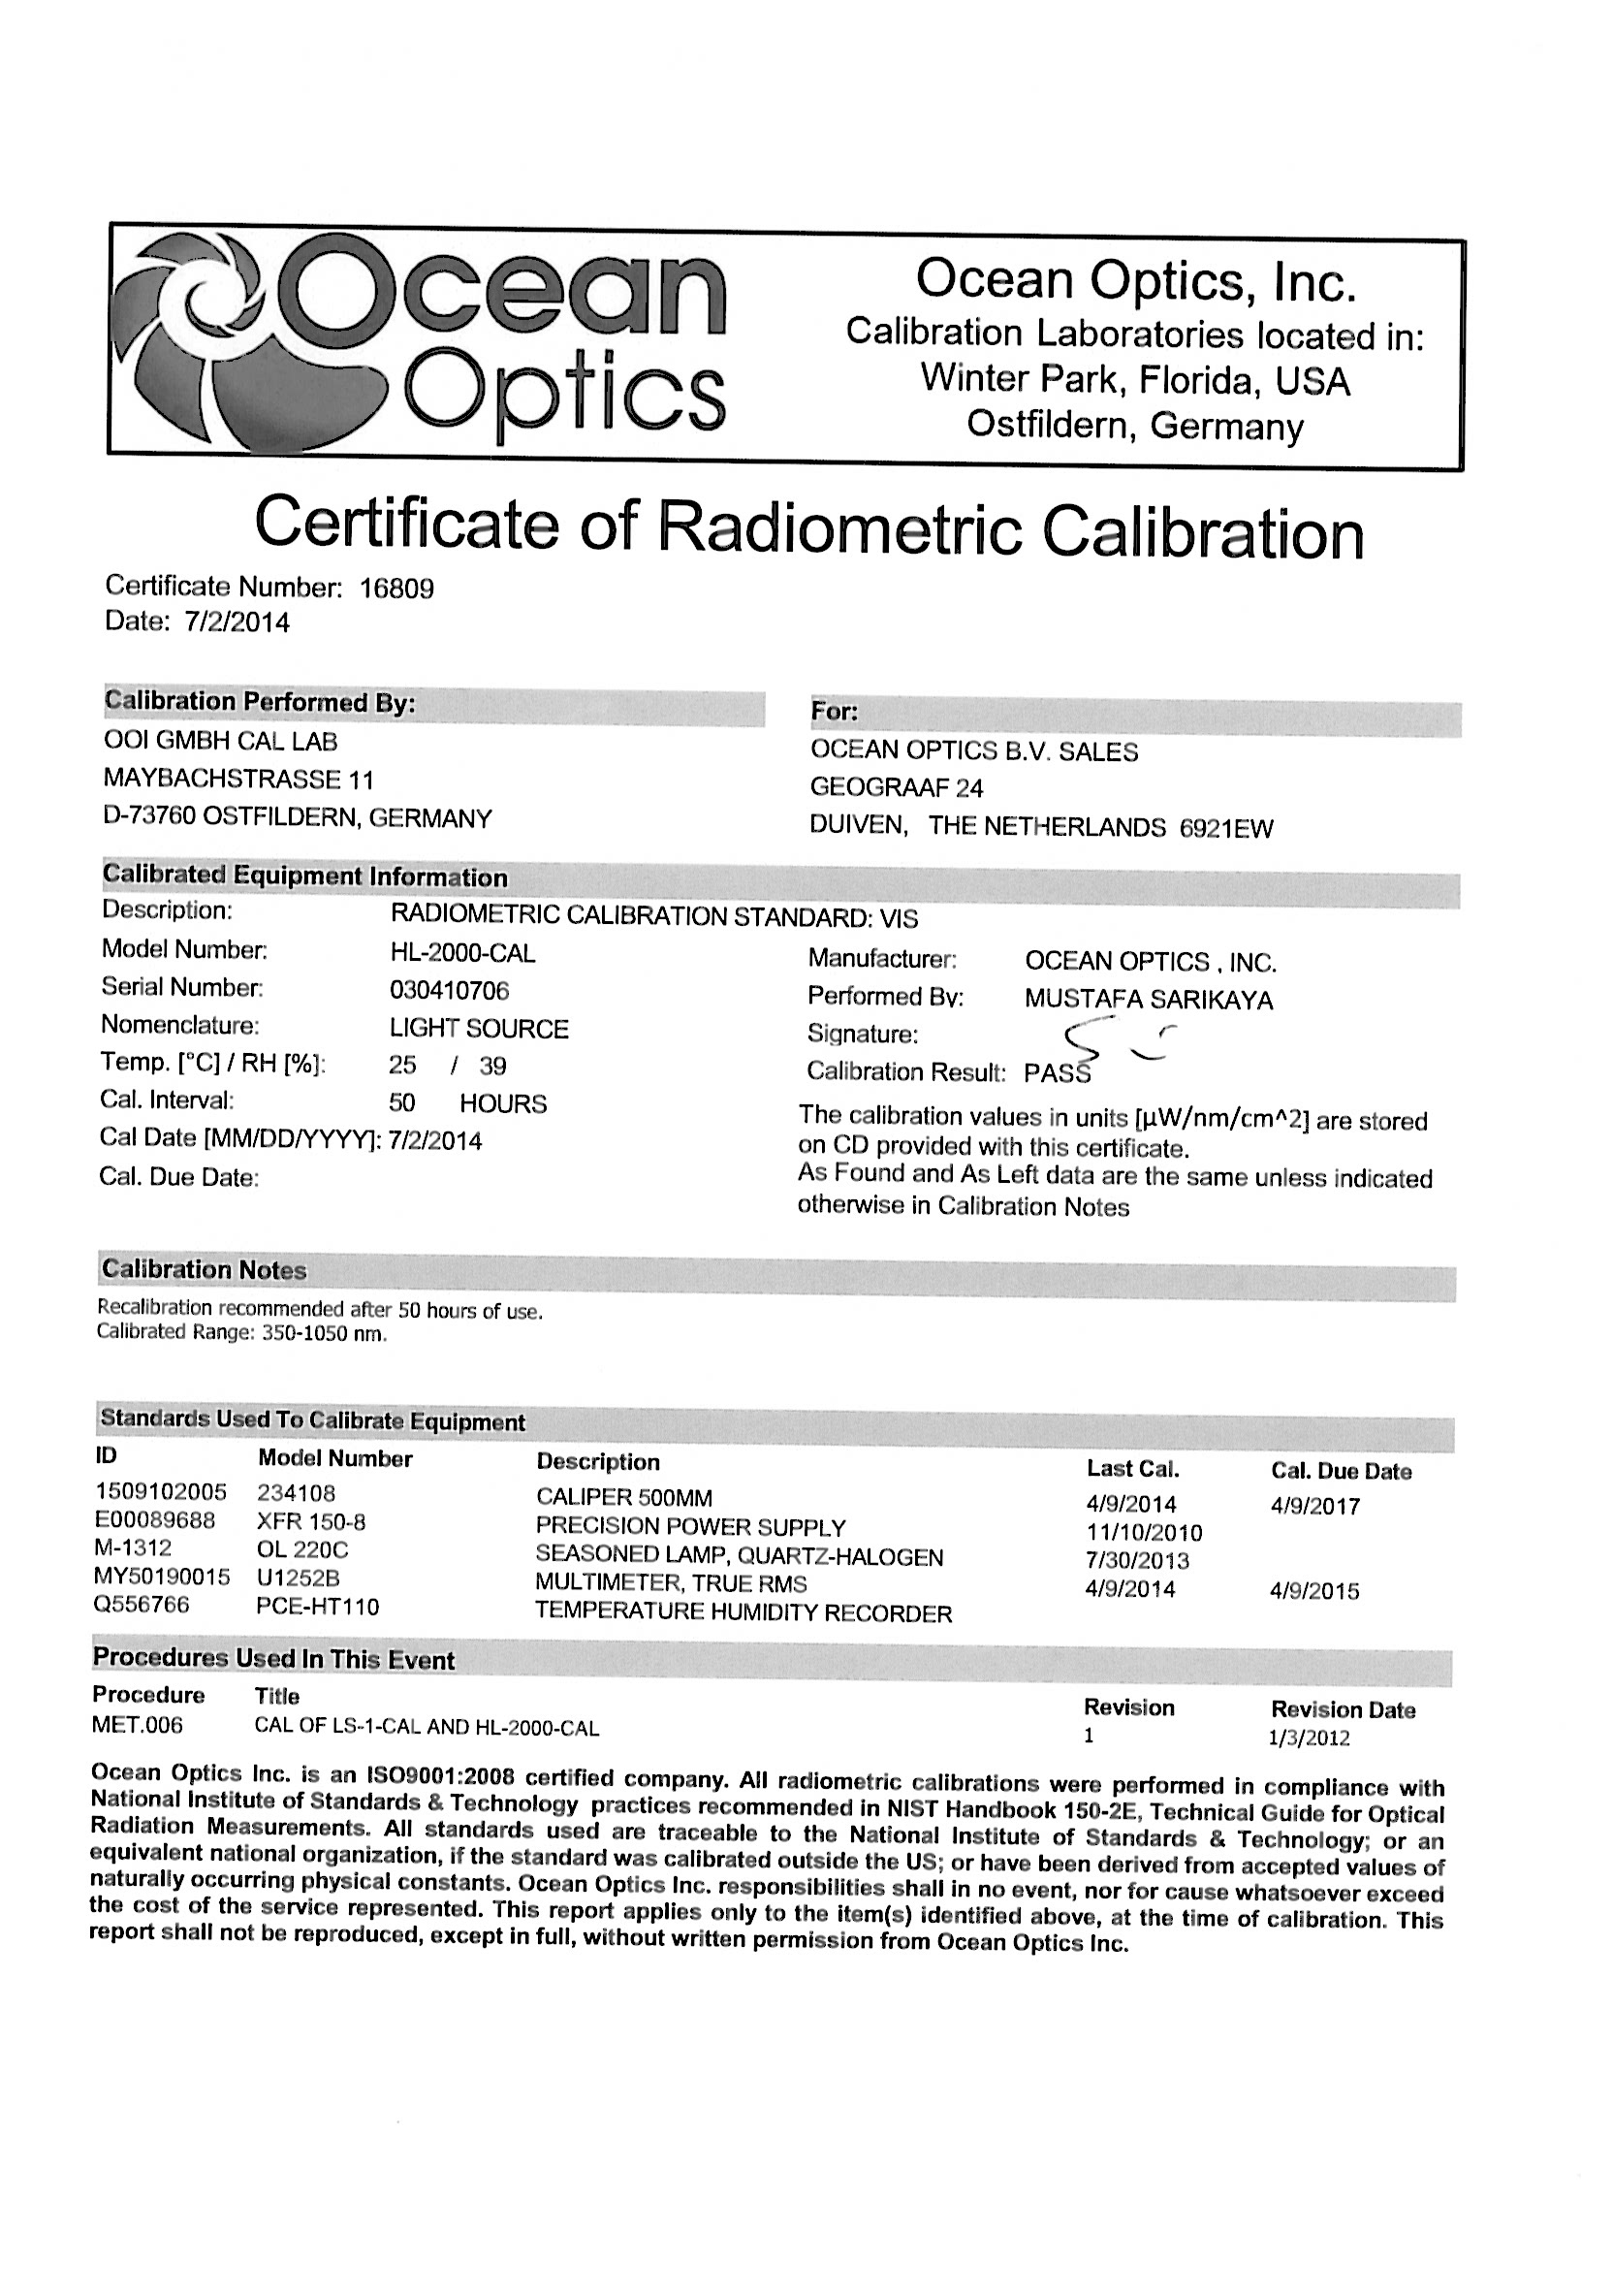 Ocean
Optics
Ocean Optics, Inc.
Calibration Laboratories located in:
Winter Park, Florida, USA
Ostfildern, Germany
Certificate of Radiometric Calibration
Certificate Number: 16809
Date: 7/2/2014
Calibration Performed By:
OOI GMBH CAL LAB
MAYBACHSTRASSE 11
D-73760 OSTFILDERN, GERMANY
For:
OCEAN OPTICS B.V. SALES
GEOGRAAF 24
DUIVEN, THE NETHERLANDS 6921EW
Calibrated Equipment Information
Description: RADIOMETRIC CALIBRATION STANDARD: VIS
Model Number: HL-2000-CAL
Serial Number: 030410706
Nomenclature: LIGHT SOURCE
Temp. [°C] / RH [%]: 25 / 39
Cal. Interval: 50 HOURS
Cal Date [MM/DD/YYYY]: 7/2/2014
Cal. Due Date:
Manufacturer: OCEAN OPTICS , INC.
Performed By: MUSTAFA SARIKAYA
Signature:
Calibration Result: PASS
The calibration values in units [µW/nm/cm^2] are stored
on CD provided with this certificate.
As Found and As Left data are the same unless indicated
otherwise in Calibration Notes
Calibration Notes
Recalibration recommended after 50 hours of use.
Calibrated Range: 350-1050 nm.
Standards Used To Calibrate Equipment
ID Model Number Description Last Cal. Cal. Due Date
1509102005 234108 CALIPER 500MM 4/9/2014 4/9/2017
E00089688 XFR 150-8 PRECISION POWER SUPPLY 11/10/2010
M-1312 OL 220C SEASONED LAMP, QUARTZ-HALOGEN 7/30/2013
MY50190015 U1252B MULTIMETER, TRUE RMS 4/9/2014 4/9/2015
Q556766 PCE-HT110 TEMPERATURE HUMIDITY RECORDER
Procedures Used In This Event
Procedure Title Revision Revision Date
MET.006 CAL OF LS-1-CAL AND HL-2000-CAL 1 1/3/2012
Ocean Optics Inc. is an ISO9001:2008 certified company. All radiometric calibrations were performed in compliance with
National Institute of Standards & Technology practices recommended in NIST Handbook 150-2E, Technical Guide for Optical
Radiation Measurements. All standards used are traceable to the National Institute of Standards & Technology; or an
equivalent national organization, if the standard was calibrated outside the US; or have been derived from accepted values of
naturally occurring physical constants. Ocean Optics Inc. responsibilities shall in no event, nor for cause whatsoever exceed
the cost of the service represented. This report applies only to the item(s) identified above, at the time of calibration. This
report shall not be reproduced, except in full, without written permission from Ocean Optics Inc.